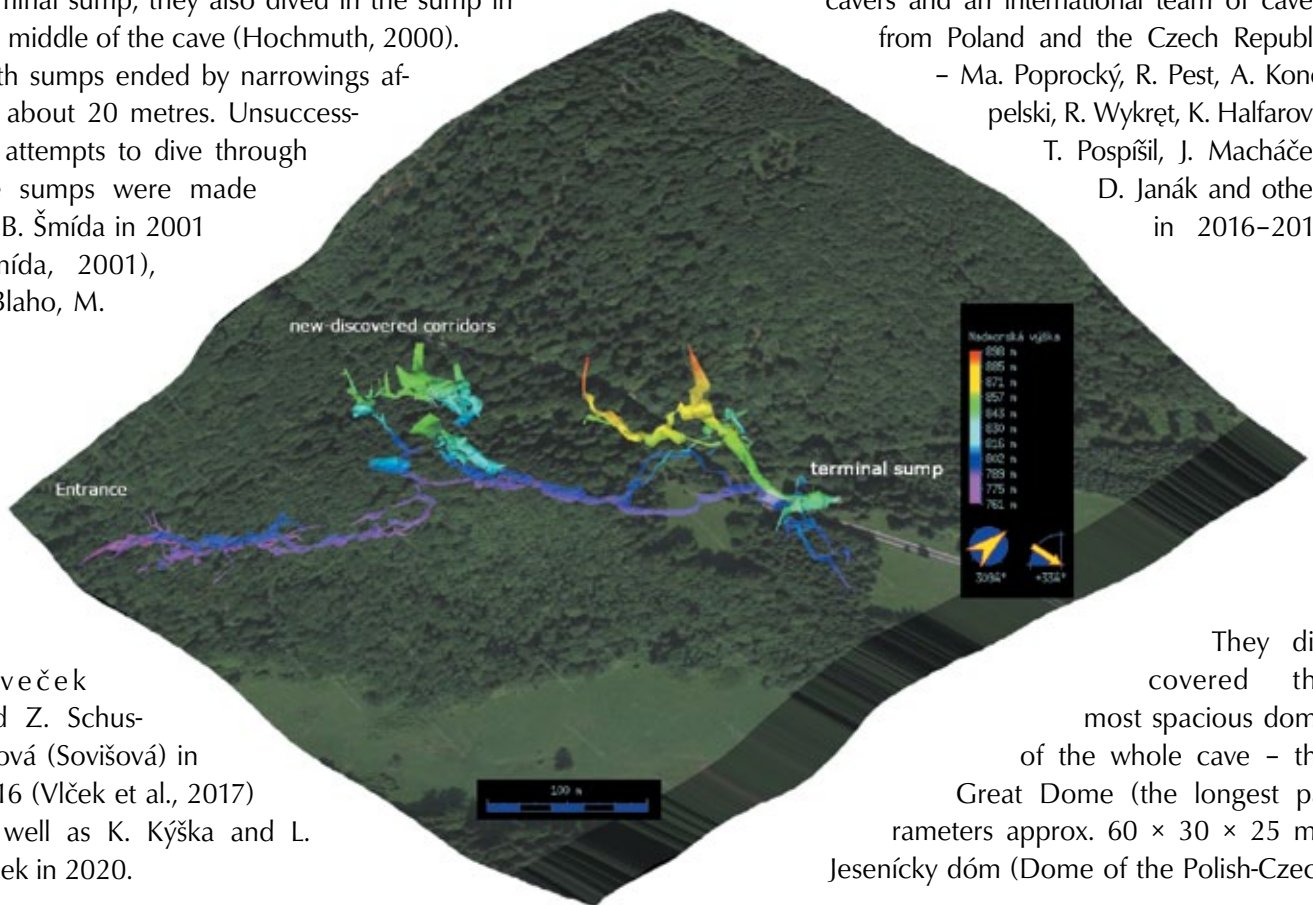 minal sump, they also dived in the sump in
middle of the cave (Hochmuth, 2000).
th sumps ended by narrowings af-
about 20 metres. Unsuccess-
attempts to dive through
sumps were made
B. Šmída in 2001
mída, 2001),
Blaho, M.
cavers and an international team of cave
from Poland and the Czech Republ
– Ma. Poprocký, R. Pest, A. Kono
pelski, R. Wykręt, K. Halfarov
T. Pospíšil, J. Macháče
D. Janák and othe
in 2016–201
new-discovered corridors
Entrance
terminal sump
Nadmorská výška
898 m
885 m
871 m
857 m
843 m
830 m
816 m
802 m
789 m
775 m
761 m
100 m
veček
d Z. Schus-
ová (Sovišová) in
16 (Vlček et al., 2017)
well as K. Kýška and L.
ek in 2020.
They di
covered th
most spacious dom
of the whole cave – th
Great Dome (the longest p
rameters approx. 60 × 30 × 25 m
Jesenícky dóm (Dome of the Polish-Czec